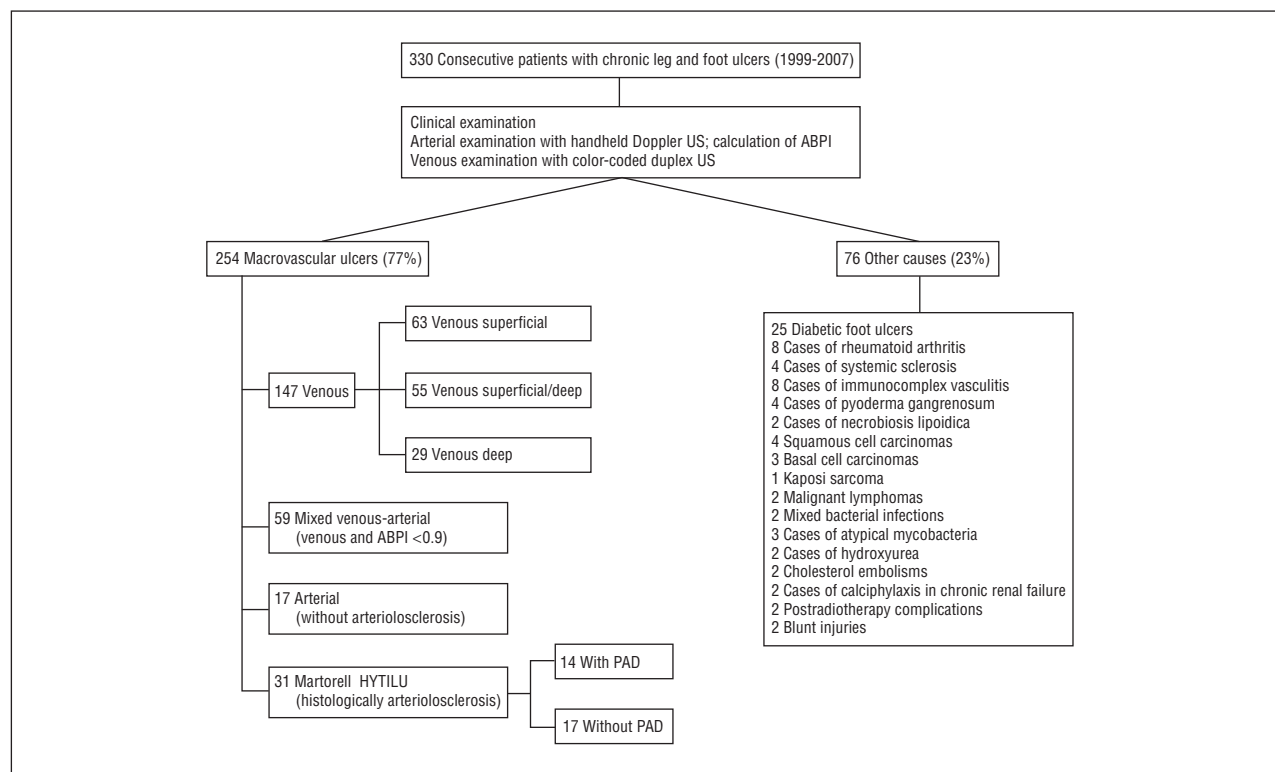 330 Consecutive patients with chronic leg and foot ulcers (1999-2007)
Clinical examination
Arterial examination with handheld Doppler US; calculation of ABPI
Venous examination with color-coded duplex US
254 Macrovascular ulcers (77%)
147 Venous
63 Venous superficial
55 Venous superficial/deep
29 Venous deep
59 Mixed venous-arterial
(venous and ABPI <0.9)
17 Arterial
(without arteriolosclerosis)
31 Martorell HYTILU
(histologically arteriolosclerosis)
14 With PAD
17 Without PAD
76 Other causes (23%)
25 Diabetic foot ulcers
8 Cases of rheumatoid arthritis
4 Cases of systemic sclerosis
8 Cases of immunocomplex vasculitis
4 Cases of pyoderma gangrenosum
2 Cases of necrobiosis lipoidica
4 Squamous cell carcinomas
3 Basal cell carcinomas
1 Kaposi sarcoma
2 Malignant lymphomas
2 Mixed bacterial infections
3 Cases of atypical mycobacteria
2 Cases of hydroxyurea
2 Cholesterol embolisms
2 Cases of calciphylaxis in chronic renal failure
2 Postradiotherapy complications
2 Blunt injuries